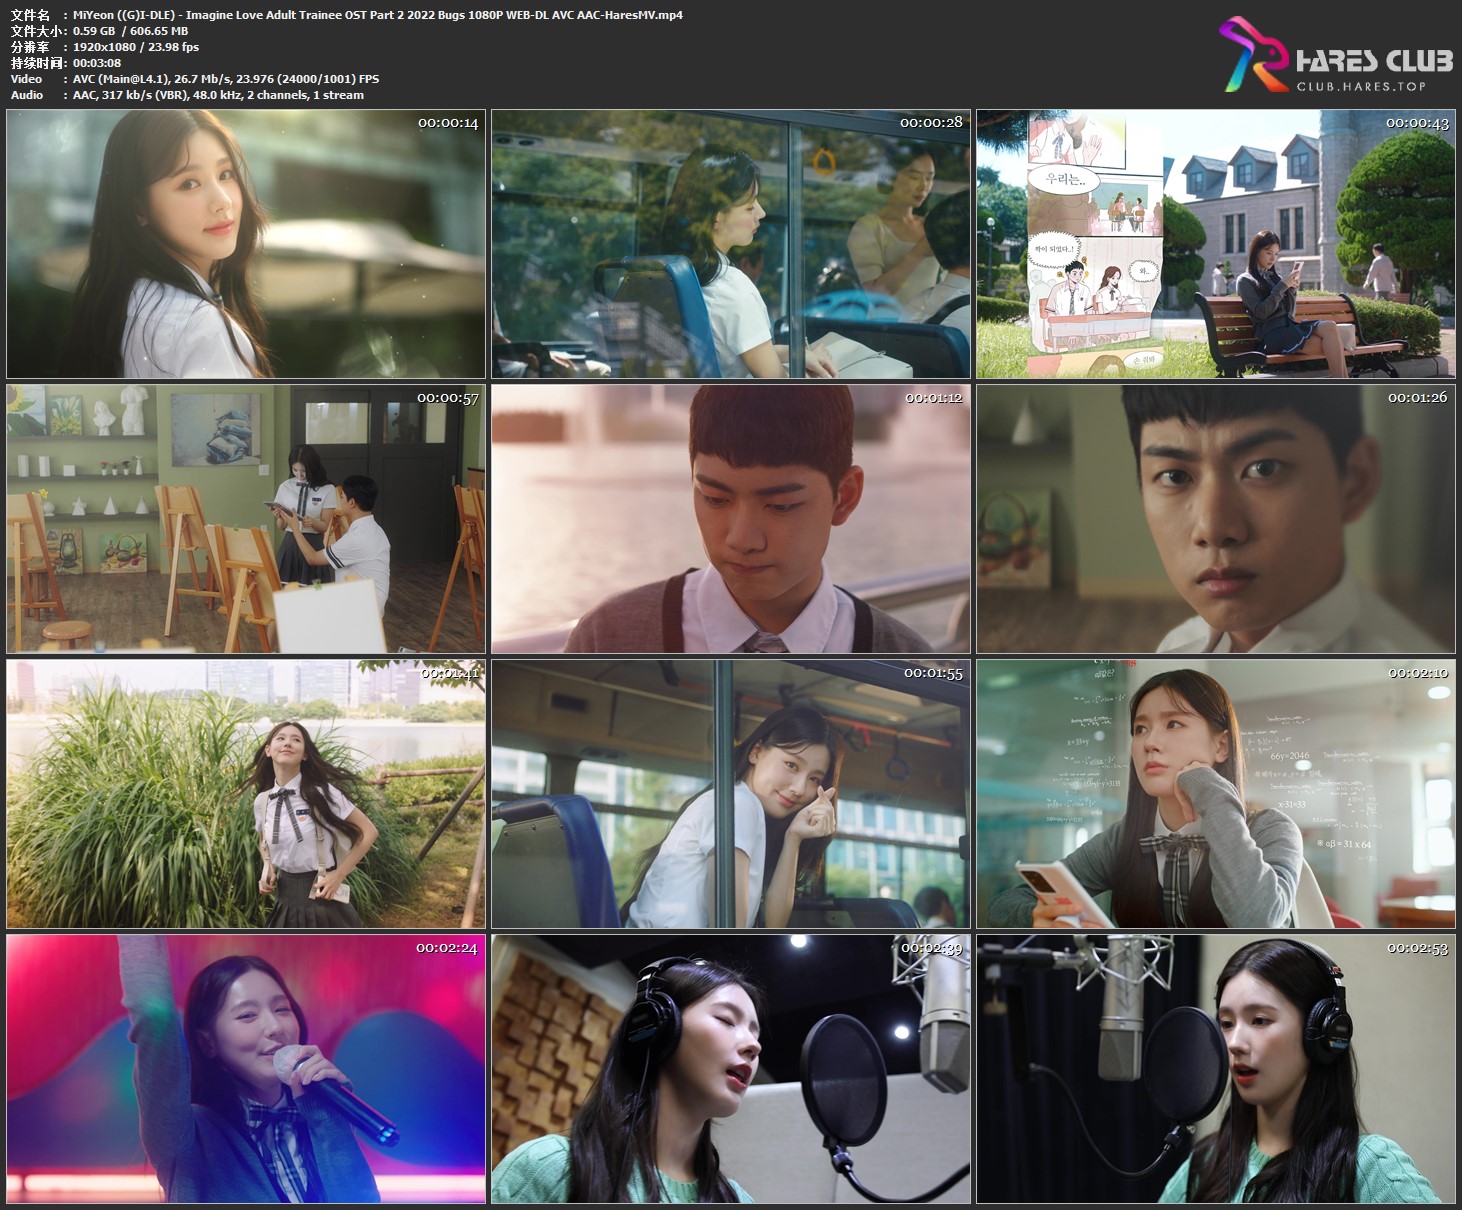 文件名 : MiYeon ((G)I-DLE) - Imagine Love Adult Trainee OST Part 2 2022 Bugs 1080P WEB-DL AVC AAC-HaresMV.mp4
文件大小: 0.59 GB / 606.65 MB
分辨率 : 1920x1080 / 23.98 fps
持续时间: 00:03:08
Video : AVC (Main@L4.1), 26.7 Mb/s, 23.976 (24000/1001) FPS
Audio : AAC, 317 kb/s (VBR), 48.0 kHz, 2 channels, 1 stream
HARES CLUB
CLUB.HARES.TOP
00:00:14
00:00:28
00:00:43
우리는..
짝이 되었다..!
와..
손 줘봐
00:00:57
00:01:12
00:01:26
00:01:41
00:01:55
00:02:10
66y=2046
x-31=33
※ αβ = 31 x 64
00:02:24
00:02:39
00:02:53